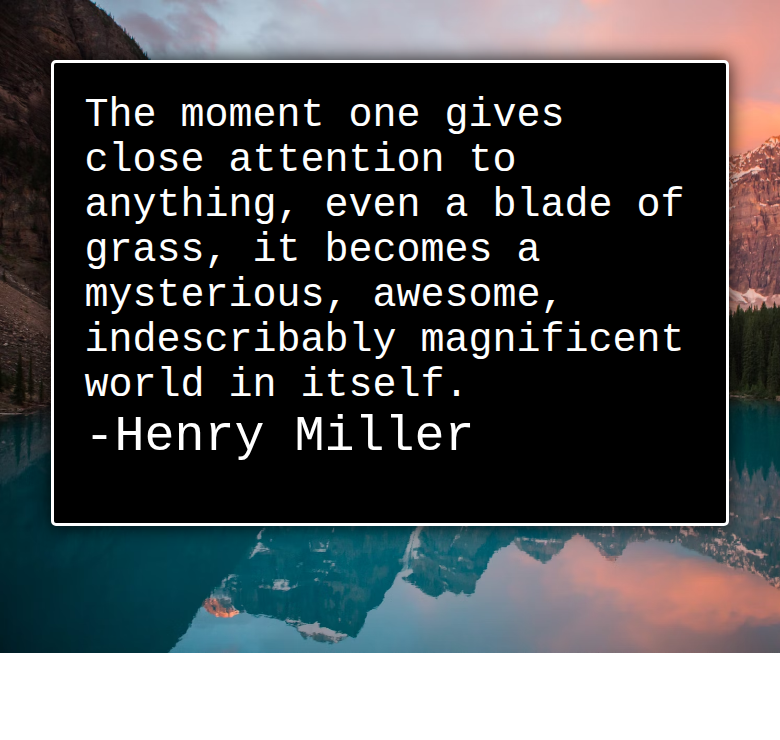 The moment one gives
close attention to
anything, even a blade of
grass, it becomes a
mysterious, awesome,
indescribably magnificent
world in itself.
-Henry Miller